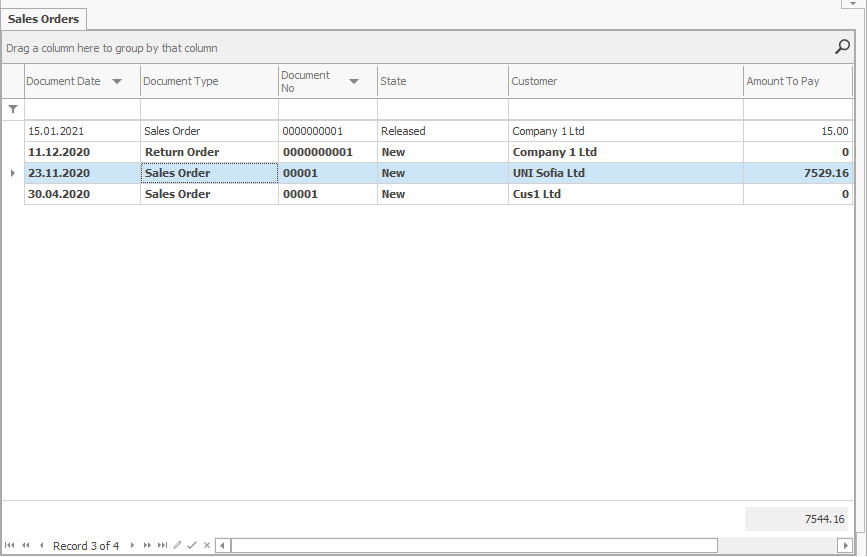 Sales Orders
Drag a column here to group by that column
Document Date Document Type Document No State Customer Amount To Pay
15.01.2021 Sales Order 0000000001 Released Company 1 Ltd 15.00
11.12.2020 Return Order 0000000001 New Company 1 Ltd 0
23.11.2020 Sales Order 00001 New UNI Sofia Ltd 7529.16
30.04.2020 Sales Order 00001 New Cus1 Ltd 0
7544.16
Record 3 of 4